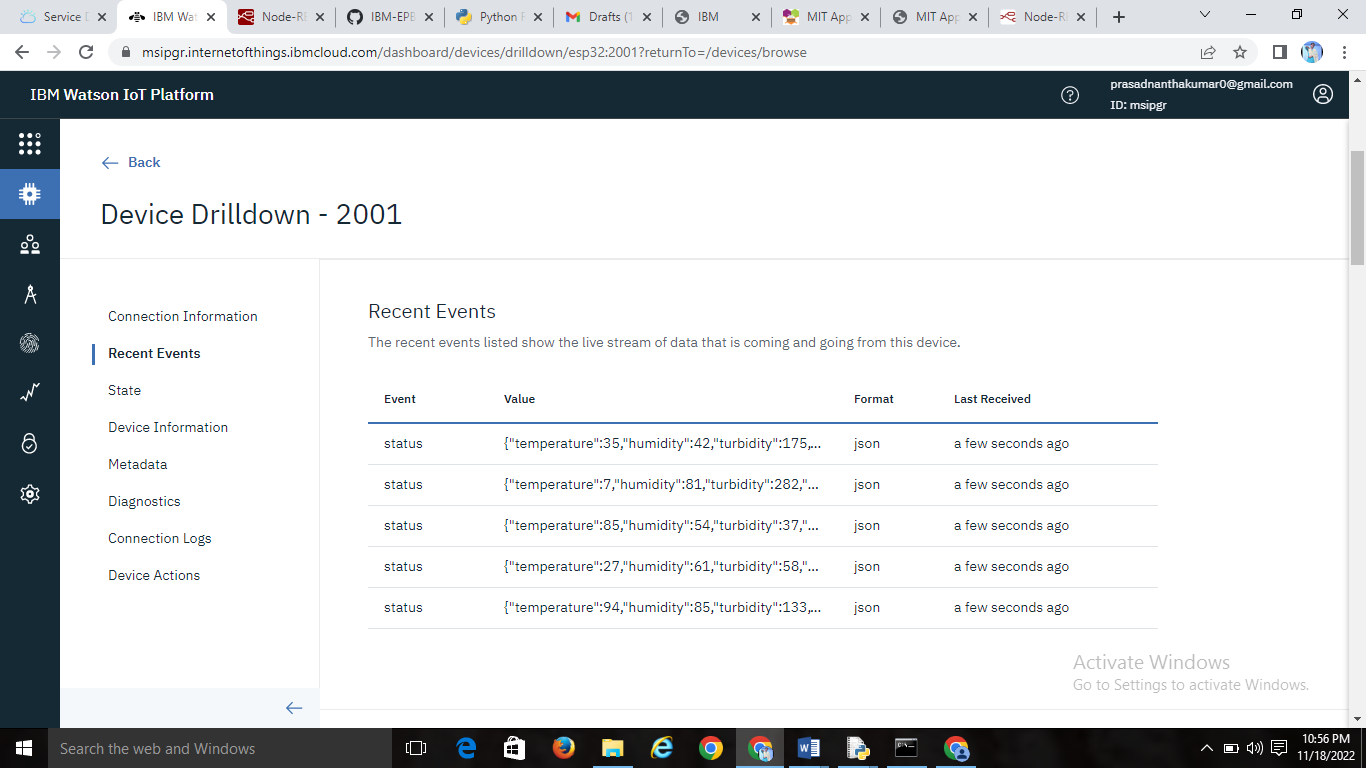 Service D
IBM Wat
Node-RE
IBM-EPB
Python F
Drafts (1
IBM
MIT App
MIT App
Node-RE
msipgr.internetofthings.ibmcloud.com/dashboard/devices/drilldown/esp32:2001?returnTo=/devices/browse
IBM Watson IoT Platform
prasadnanthakumar0@gmail.com
ID: msipgr
Back
Device Drilldown - 2001
Connection Information
Recent Events
State
Device Information
Metadata
Diagnostics
Connection Logs
Device Actions
Recent Events
The recent events listed show the live stream of data that is coming and going from this device.
Event Value Format Last Received
status {"temperature":35,"humidity":42,"turbidity":175,... json a few seconds ago
status {"temperature":7,"humidity":81,"turbidity":282,"... json a few seconds ago
status {"temperature":85,"humidity":54,"turbidity":37,"... json a few seconds ago
status {"temperature":27,"humidity":61,"turbidity":58,"... json a few seconds ago
status {"temperature":94,"humidity":85,"turbidity":133,... json a few seconds ago
Activate Windows
Go to Settings to activate Windows.
Search the web and Windows
10:56 PM
11/18/2022